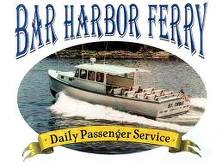 BAR HARBOR FERRY
Daily Passenger Service